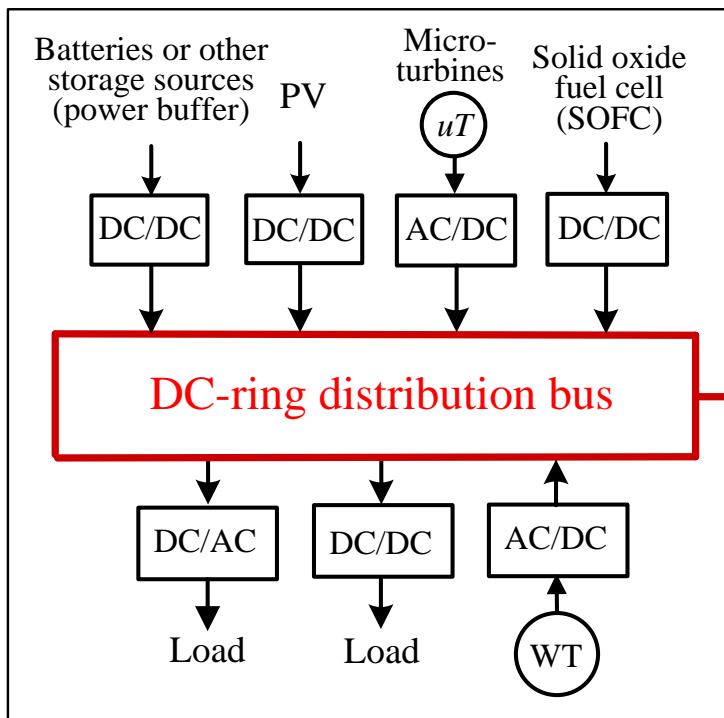 Batteries or other
storage sources
(power buffer)
PV
Micro-
turbines
Solid oxide
fuel cell
(SOFC)
uT
DC/DC
DC/DC
AC/DC
DC/DC
DC-ring distribution bus
DC/AC
DC/DC
AC/DC
Load
Load
WT